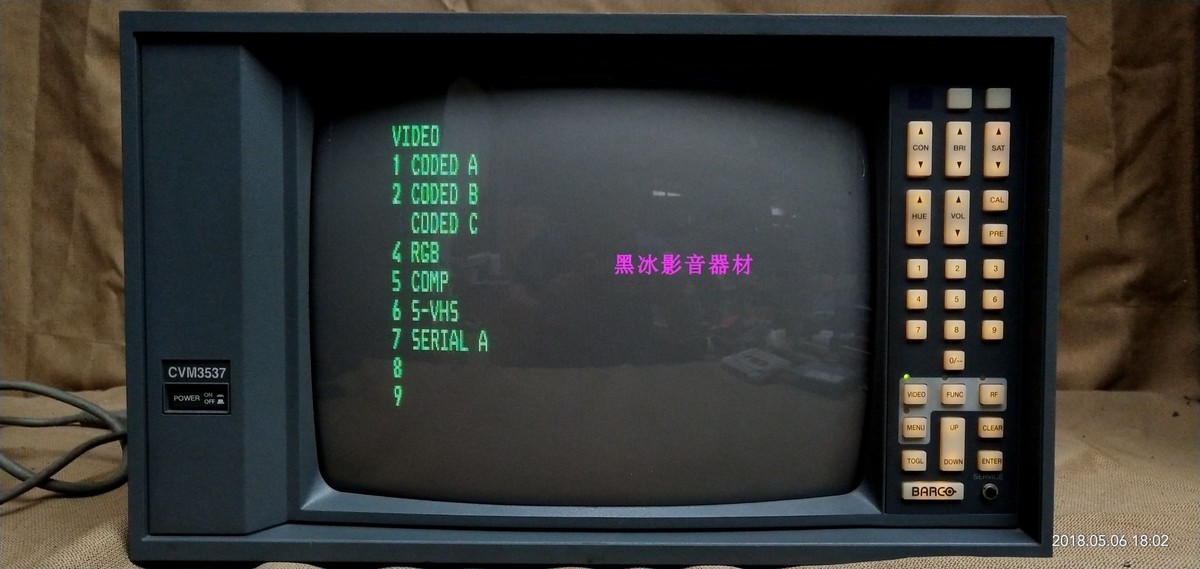 VIDEO
1 CODED A
2 CODED B
CODED C
4 RGB
5 COMP
6 S-VHS
7 SERIAL A
8
9
黑冰影音器材
CVM3537
POWER ON OFF
CON BRI SAT
HUE VOL CAL
PRE
1 2 3
4 5 6
7 8 9
0/--
VIDEO FUNC RF
MENU UP CLEAR
TOGL DOWN ENTER
SERVICE
BARCO
2018.05.06 18:02